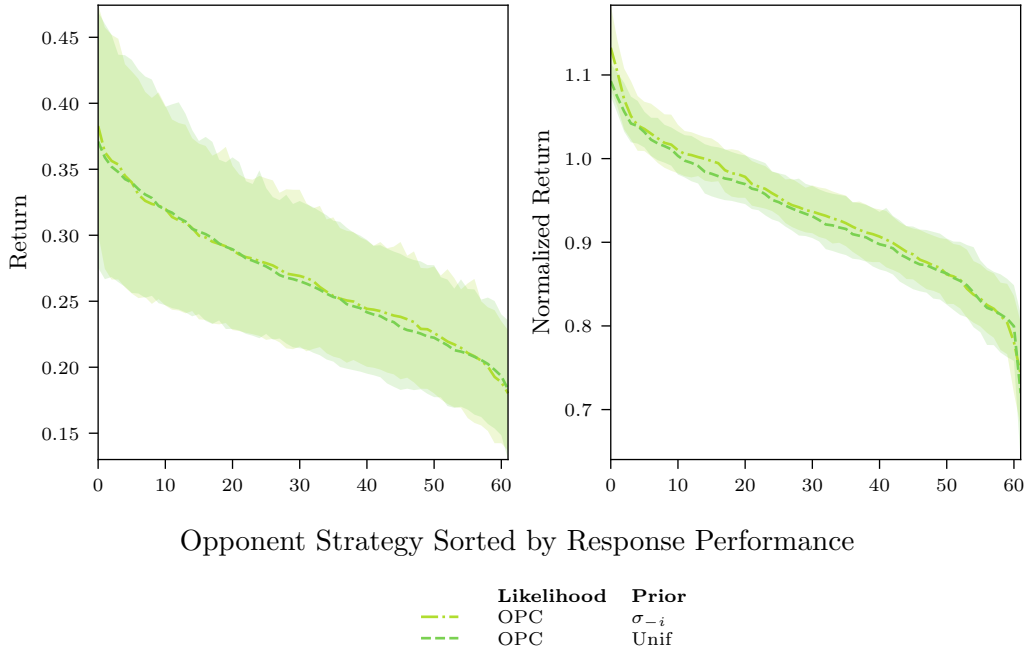 Return
0.45
0.40
0.35
0.30
0.25
0.20
0.15
0 10 20 30 40 50 60
Normalized Return
1.1
1.0
0.9
0.8
0.7
0 10 20 30 40 50 60
Opponent Strategy Sorted by Response Performance
Likelihood Prior
OPC σ₋ᵢ
OPC Unif